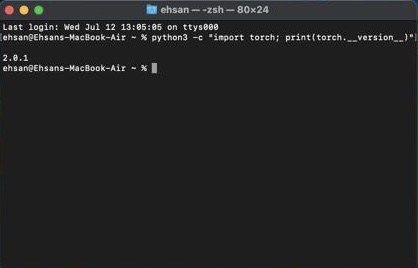 ehsan — -zsh — 80×24
Last login: Wed Jul 12 13:05:05 on ttys000
ehsan@Ehsans-MacBook-Air ~ % python3 -c "import torch; print(torch.__version__)"
2.0.1
ehsan@Ehsans-MacBook-Air ~ %